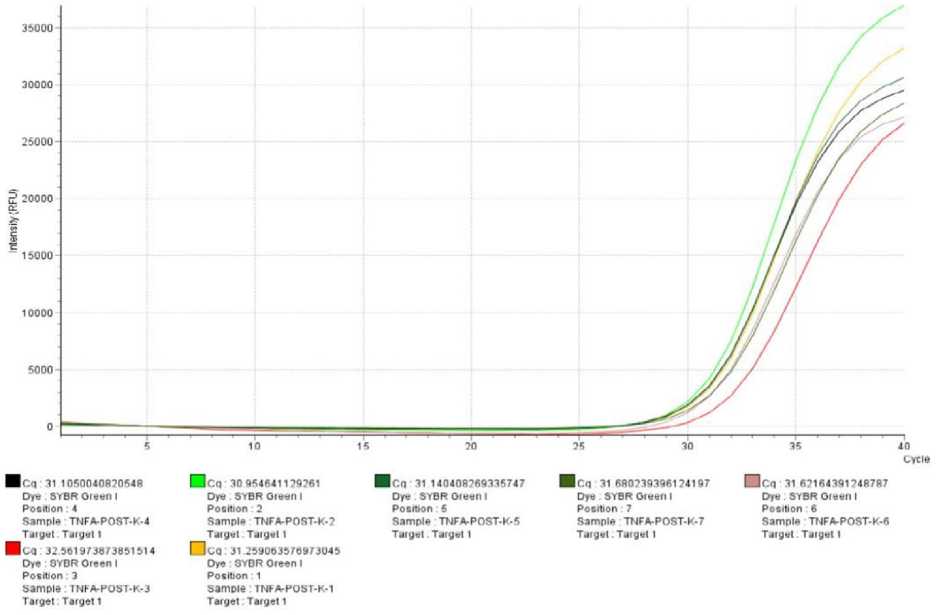 35000
30000
25000
20000
15000
10000
5000
0
Intensity (RFU)
5 10 15 20 25 30 35 40
Cycle
Cq : 31.1050040820548
Dye : SYBR Green I
Position : 4
Sample : TNFA-POST-K-4
Target : Target 1
Cq : 30.954641129261
Dye : SYBR Green I
Position : 2
Sample : TNFA-POST-K-2
Target : Target 1
Cq : 31.140408269335747
Dye : SYBR Green I
Position : 5
Sample : TNFA-POST-K-5
Target : Target 1
Cq : 31.680239396124197
Dye : SYBR Green I
Position : 7
Sample : TNFA-POST-K-7
Target : Target 1
Cq : 31.62164391248787
Dye : SYBR Green I
Position : 6
Sample : TNFA-POST-K-6
Target : Target 1
Cq : 32.561973873851514
Dye : SYBR Green I
Position : 3
Sample : TNFA-POST-K-3
Target : Target 1
Cq : 31.259063576973045
Dye : SYBR Green I
Position : 1
Sample : TNFA-POST-K-1
Target : Target 1